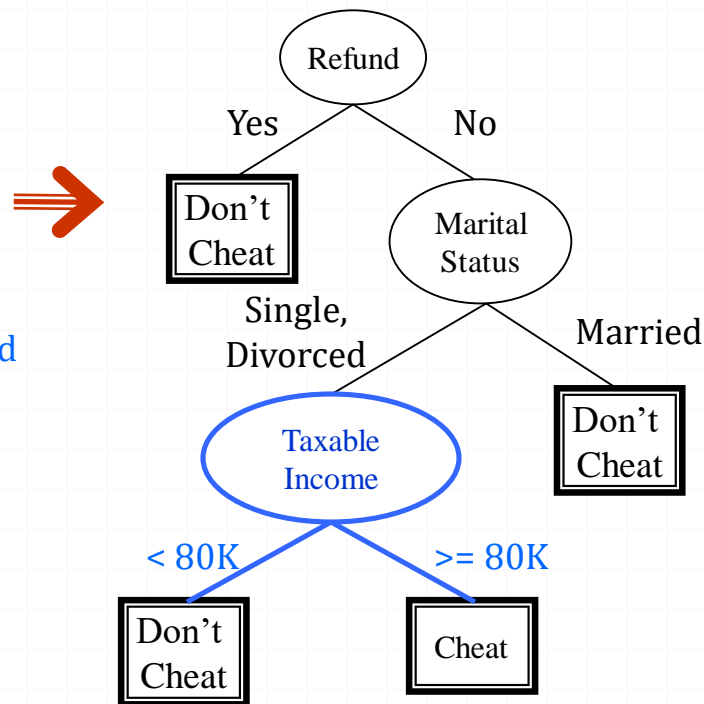 Refund
Yes
No
Don't
Cheat
Marital
Status
Single,
Divorced
Married
d
Taxable
Income
Don't
Cheat
< 80K
>= 80K
Don't
Cheat
Cheat